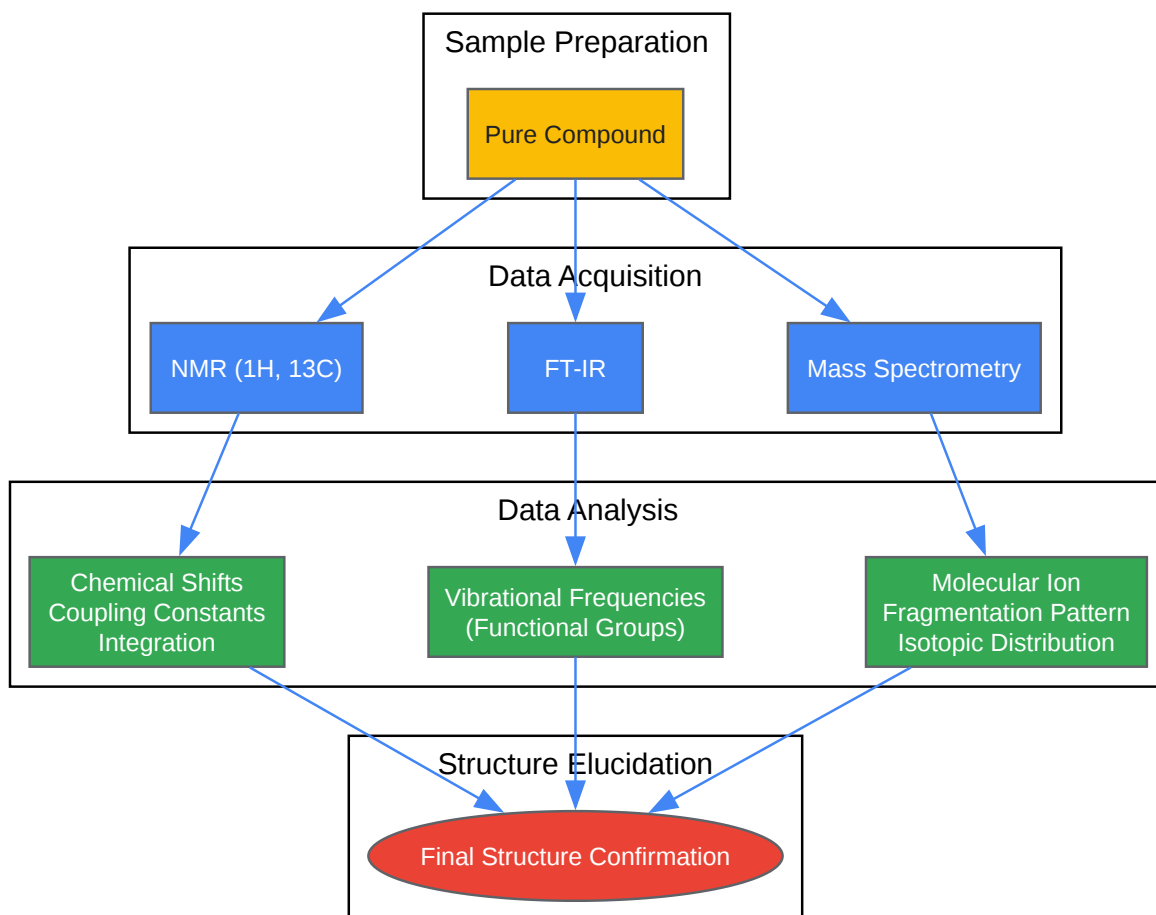 Sample Preparation
Pure Compound
Data Acquisition
NMR (1H, 13C)
FT-IR
Mass Spectrometry
Data Analysis
Chemical Shifts
Coupling Constants
Integration
Vibrational Frequencies
(Functional Groups)
Molecular Ion
Fragmentation Pattern
Isotopic Distribution
Structure Elucidation
Final Structure Confirmation